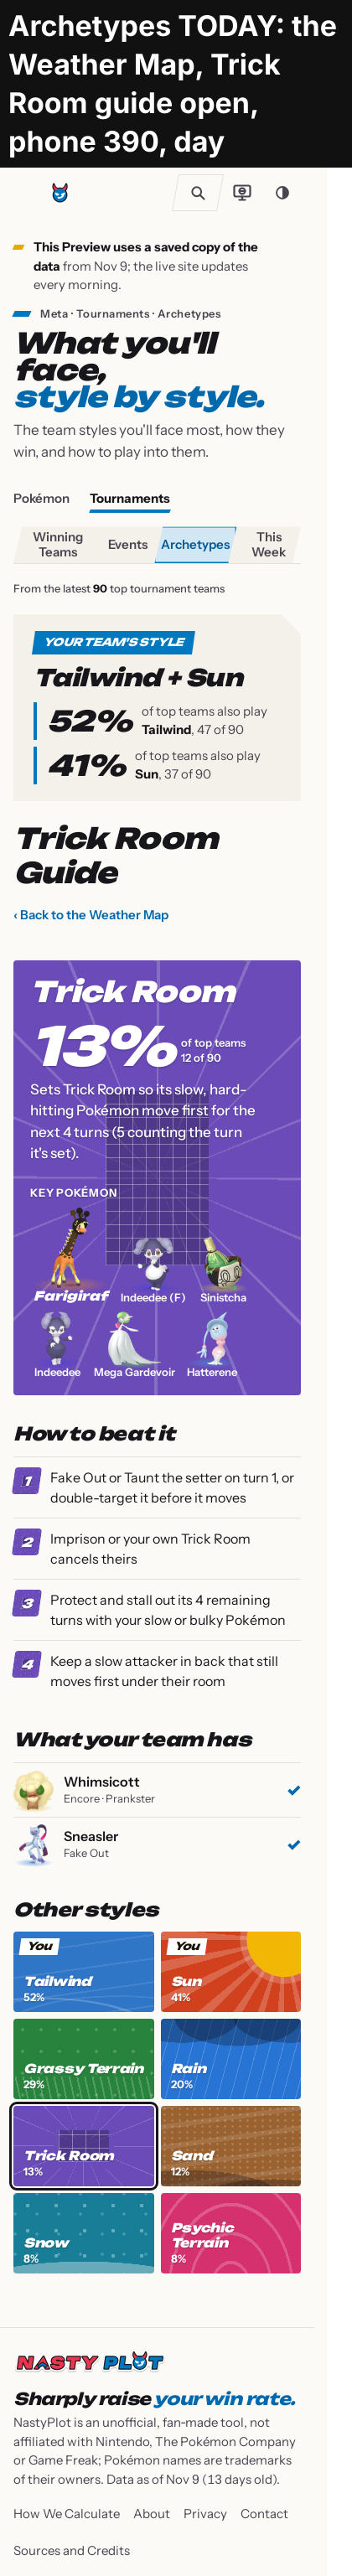 Archetypes TODAY: the
Weather Map, Trick
Room guide open,
phone 390, day
This Preview uses a saved copy of the
data from Nov 9; the live site updates
every morning.
Meta · Tournaments · Archetypes
What you'll
face,
style by style.
The team styles you'll face most, how they
win, and how to play into them.
Pokémon
Tournaments
Winning
Teams
Events
Archetypes
This
Week
From the latest 90 top tournament teams
YOUR TEAM'S STYLE
Tailwind + Sun
52%
of top teams also play
Tailwind, 47 of 90
41%
of top teams also play
Sun, 37 of 90
Trick Room
Guide
‹ Back to the Weather Map
Trick Room
13%
of top teams
12 of 90
Sets Trick Room so its slow, hard-
hitting Pokémon move first for the
next 4 turns (5 counting the turn
it's set).
KEY POKÉMON
Farigiraf
Indeedee (F)
Sinistcha
Indeedee
Mega Gardevoir
Hatterene
How to beat it
1
Fake Out or Taunt the setter on turn 1, or
double-target it before it moves
2
Imprison or your own Trick Room
cancels theirs
3
Protect and stall out its 4 remaining
turns with your slow or bulky Pokémon
4
Keep a slow attacker in back that still
moves first under their room
What your team has
Whimsicott
Encore · Prankster
Sneasler
Fake Out
Other styles
You
Tailwind
52%
You
Sun
41%
Grassy Terrain
29%
Rain
20%
Trick Room
13%
Sand
12%
Snow
8%
Psychic
Terrain
8%
NASTY PLOT
Sharply raise your win rate.
NastyPlot is an unofficial, fan-made tool, not
affiliated with Nintendo, The Pokémon Company
or Game Freak; Pokémon names are trademarks
of their owners. Data as of Nov 9 (13 days old).
How We Calculate
About
Privacy
Contact
Sources and Credits